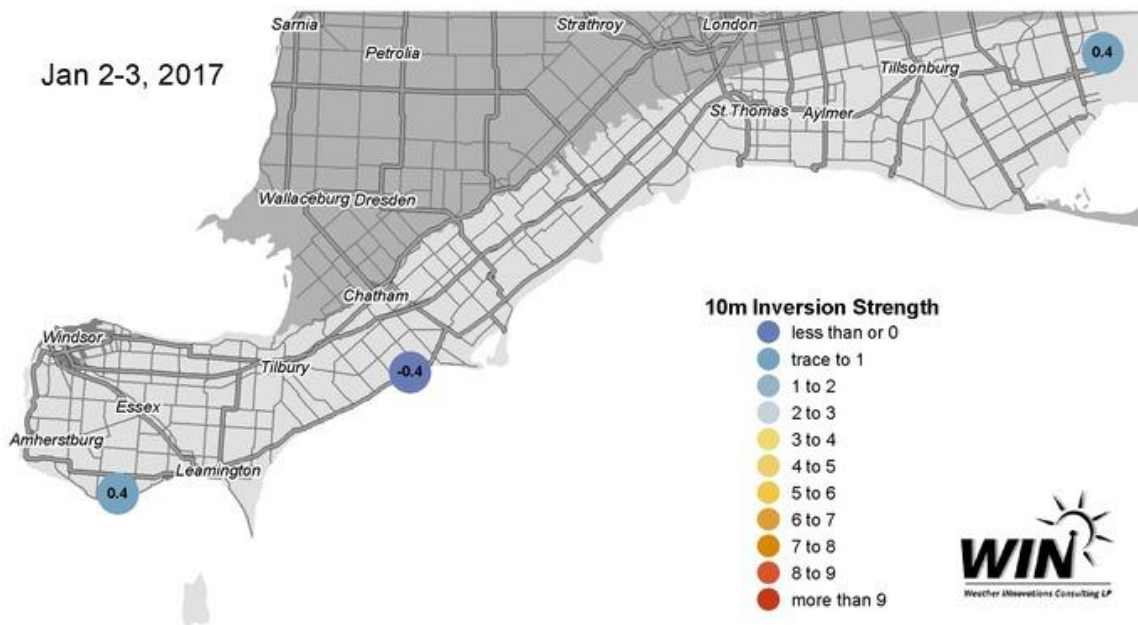 Sarnia
Strathroy
London
Petrolia
Jan 2-3, 2017
0.4
Tillsonburg
St.Thomas
Aylmer
Wallaceburg
Dresden
Chatham
10m Inversion Strength
less than or 0
Windsor
trace to 1
Tilbury
-0.4
1 to 2
Essex
2 to 3
3 to 4
Amherstburg
4 to 5
Leamington
0.4
5 to 6
6 to 7
7 to 8
8 to 9
more than 9
WIN
Weather INnovations Consulting LP